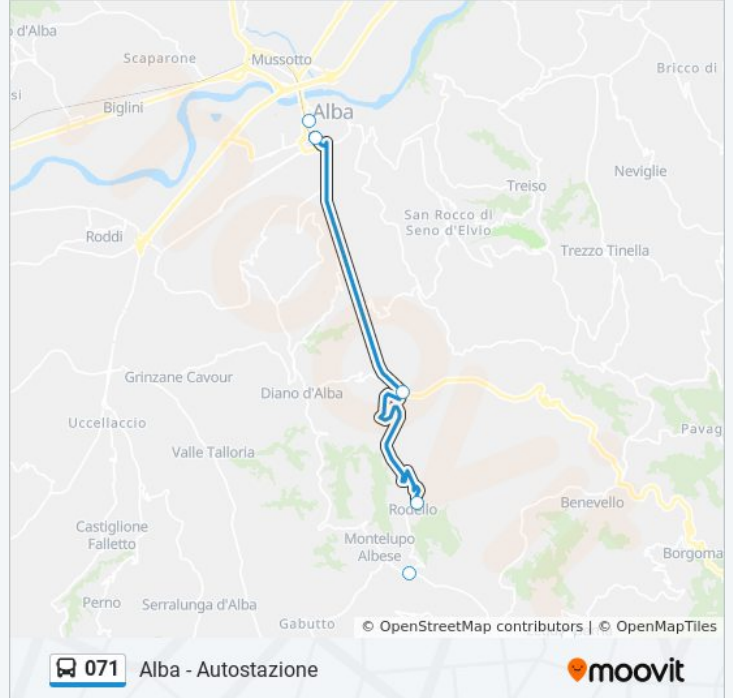 o d'Alba
Scaparone
Mussotto
Bricco di
si
Biglini
Alba
Neviglie
Treiso
San Rocco di
Seno d'Elvio
Roddi
Trezzo Tinella
Grinzane Cavour
Diano d'Alba
Uccellaccio
Pavag
Valle Talloria
Rodello
Benevello
Castiglione
Falletto
Montelupo
Albese
Borgoma
Perno
Serralunga d'Alba
Gabutto
© OpenStreetMap contributors | © OpenMapTiles
071 Alba - Autostazione
moovit
moovit